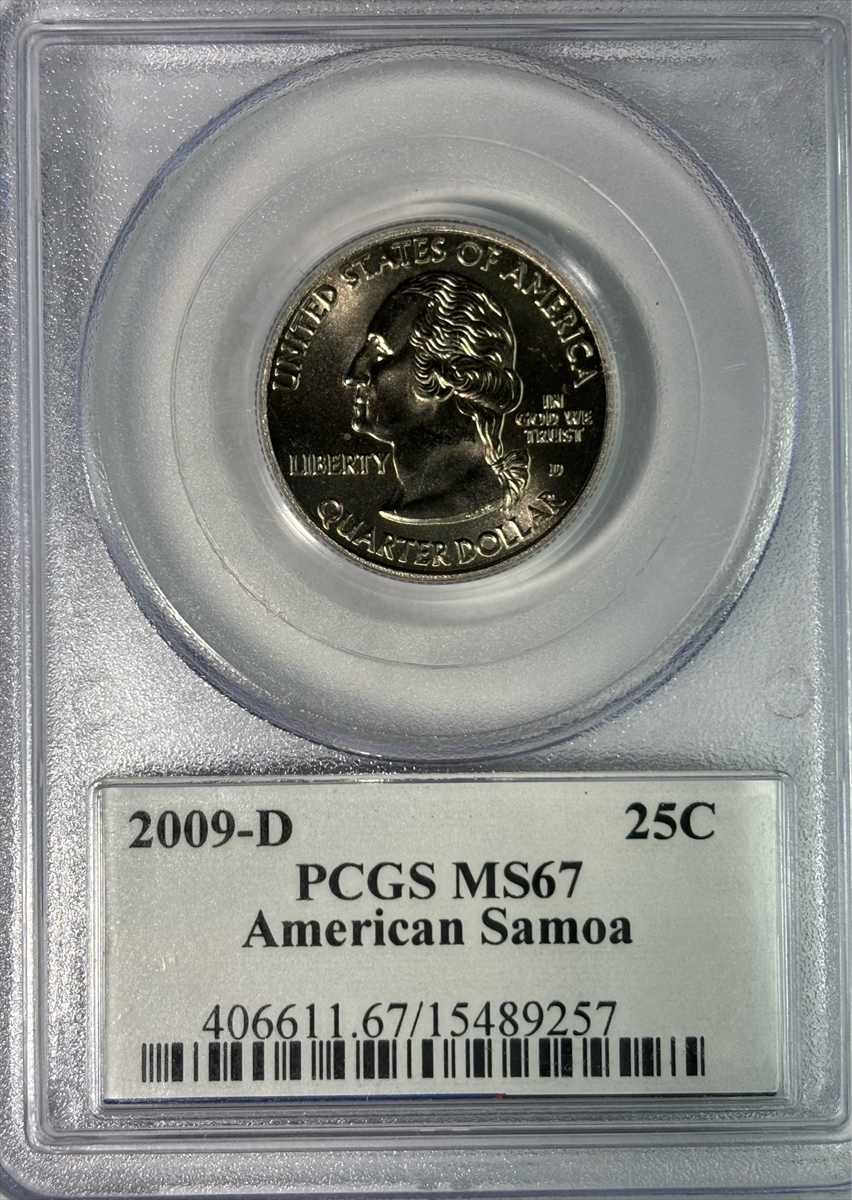 UNITED STATES OF AMERICA
IN
GOD WE
TRUST
LIBERTY
D
QUARTER DOLLAR
2009-D 25C
PCGS MS67
American Samoa
406611.67/15489257